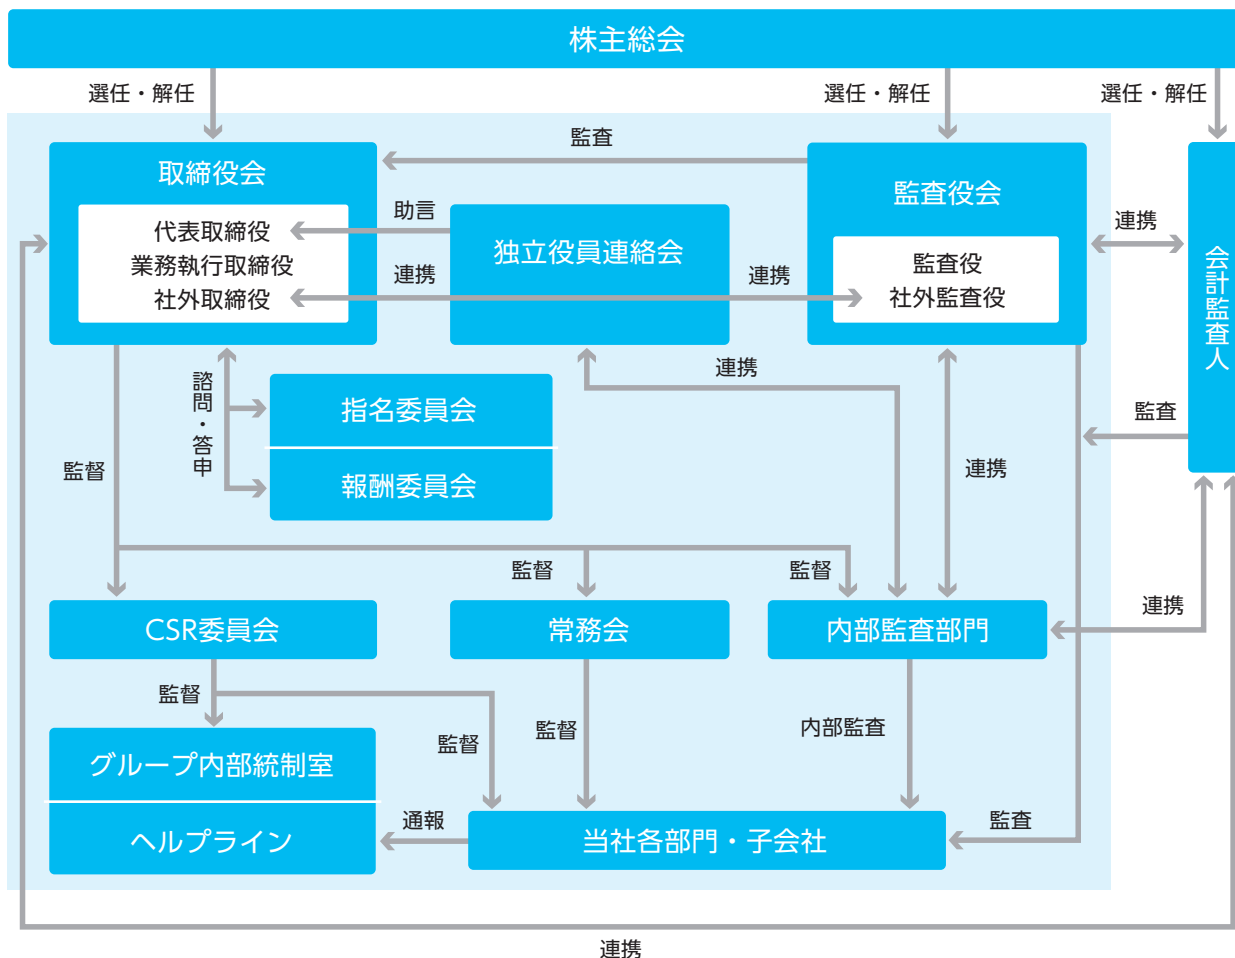 株主総会
選任・解任
選任・解任
選任・解任
監査
取締役会
代表取締役
業務執行取締役
社外取締役
助言
連携
独立役員連絡会
連携
監査役会
監査役
社外監査役
連携
会計監査人
諮問・答申
指名委員会
報酬委員会
連携
連携
監査
監督
監督
監督
連携
CSR委員会
常務会
内部監査部門
監督
監督
監督
内部監査
グループ内部統制室
ヘルプライン
通報
当社各部門・子会社
監査
連携